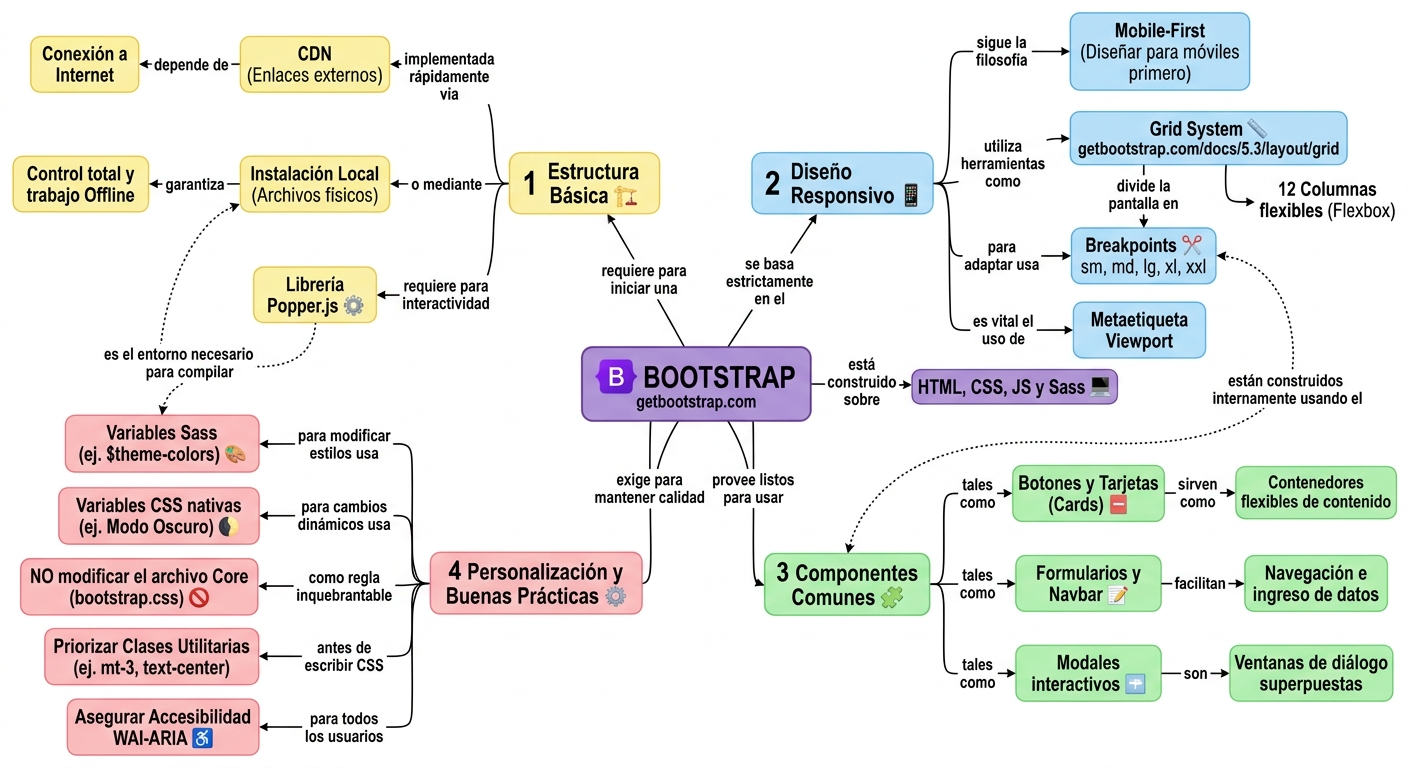 BOOTSTRAP
getbootstrap.com
está
construido
sobre
HTML, CSS, JS y Sass
requiere para
iniciar una
1 Estructura
Básica
implementada
rápidamente
via
CDN
(Enlaces externos)
depende de
Conexión a
Internet
o mediante
Instalación Local
(Archivos físicos)
garantiza
Control total y
trabajo Offline
requiere para
interactividad
Librería
Popper.js
es el entorno necesario
para compilar
se basa
estrictamente
en el
2 Diseño
Responsivo
sigue la
filosofía
Mobile-First
(Diseñar para móviles
primero)
utiliza
herramientas
como
Grid System
getbootstrap.com/docs/5.3/layout/grid
divide la
pantalla en
12 Columnas
flexibles (Flexbox)
para
adaptar usa
Breakpoints
sm, md, lg, xl, xxl
es vital el
uso de
Metaetiqueta
Viewport
están construidos
internamente usando el
provee listos
para usar
3 Componentes
Comunes
tales
como
Botones y Tarjetas
(Cards)
sirven
como
Contenedores
flexibles de contenido
tales
como
Formularios y
Navbar
facilitan
Navegación e
ingreso de datos
tales
como
Modales
interactivos
son
Ventanas de diálogo
superpuestas
exige para
mantener calidad
4 Personalización y
Buenas Prácticas
para modificar
estilos usa
Variables Sass
(ej. $theme-colors)
para cambios
dinámicos usa
Variables CSS nativas
(ej. Modo Oscuro)
como regla
inquebrantable
NO modificar el archivo Core
(bootstrap.css)
antes de
escribir CSS
Priorizar Clases Utilitarias
(ej. mt-3, text-center)
para todos
los usuarios
Asegurar Accesibilidad
WAI-ARIA